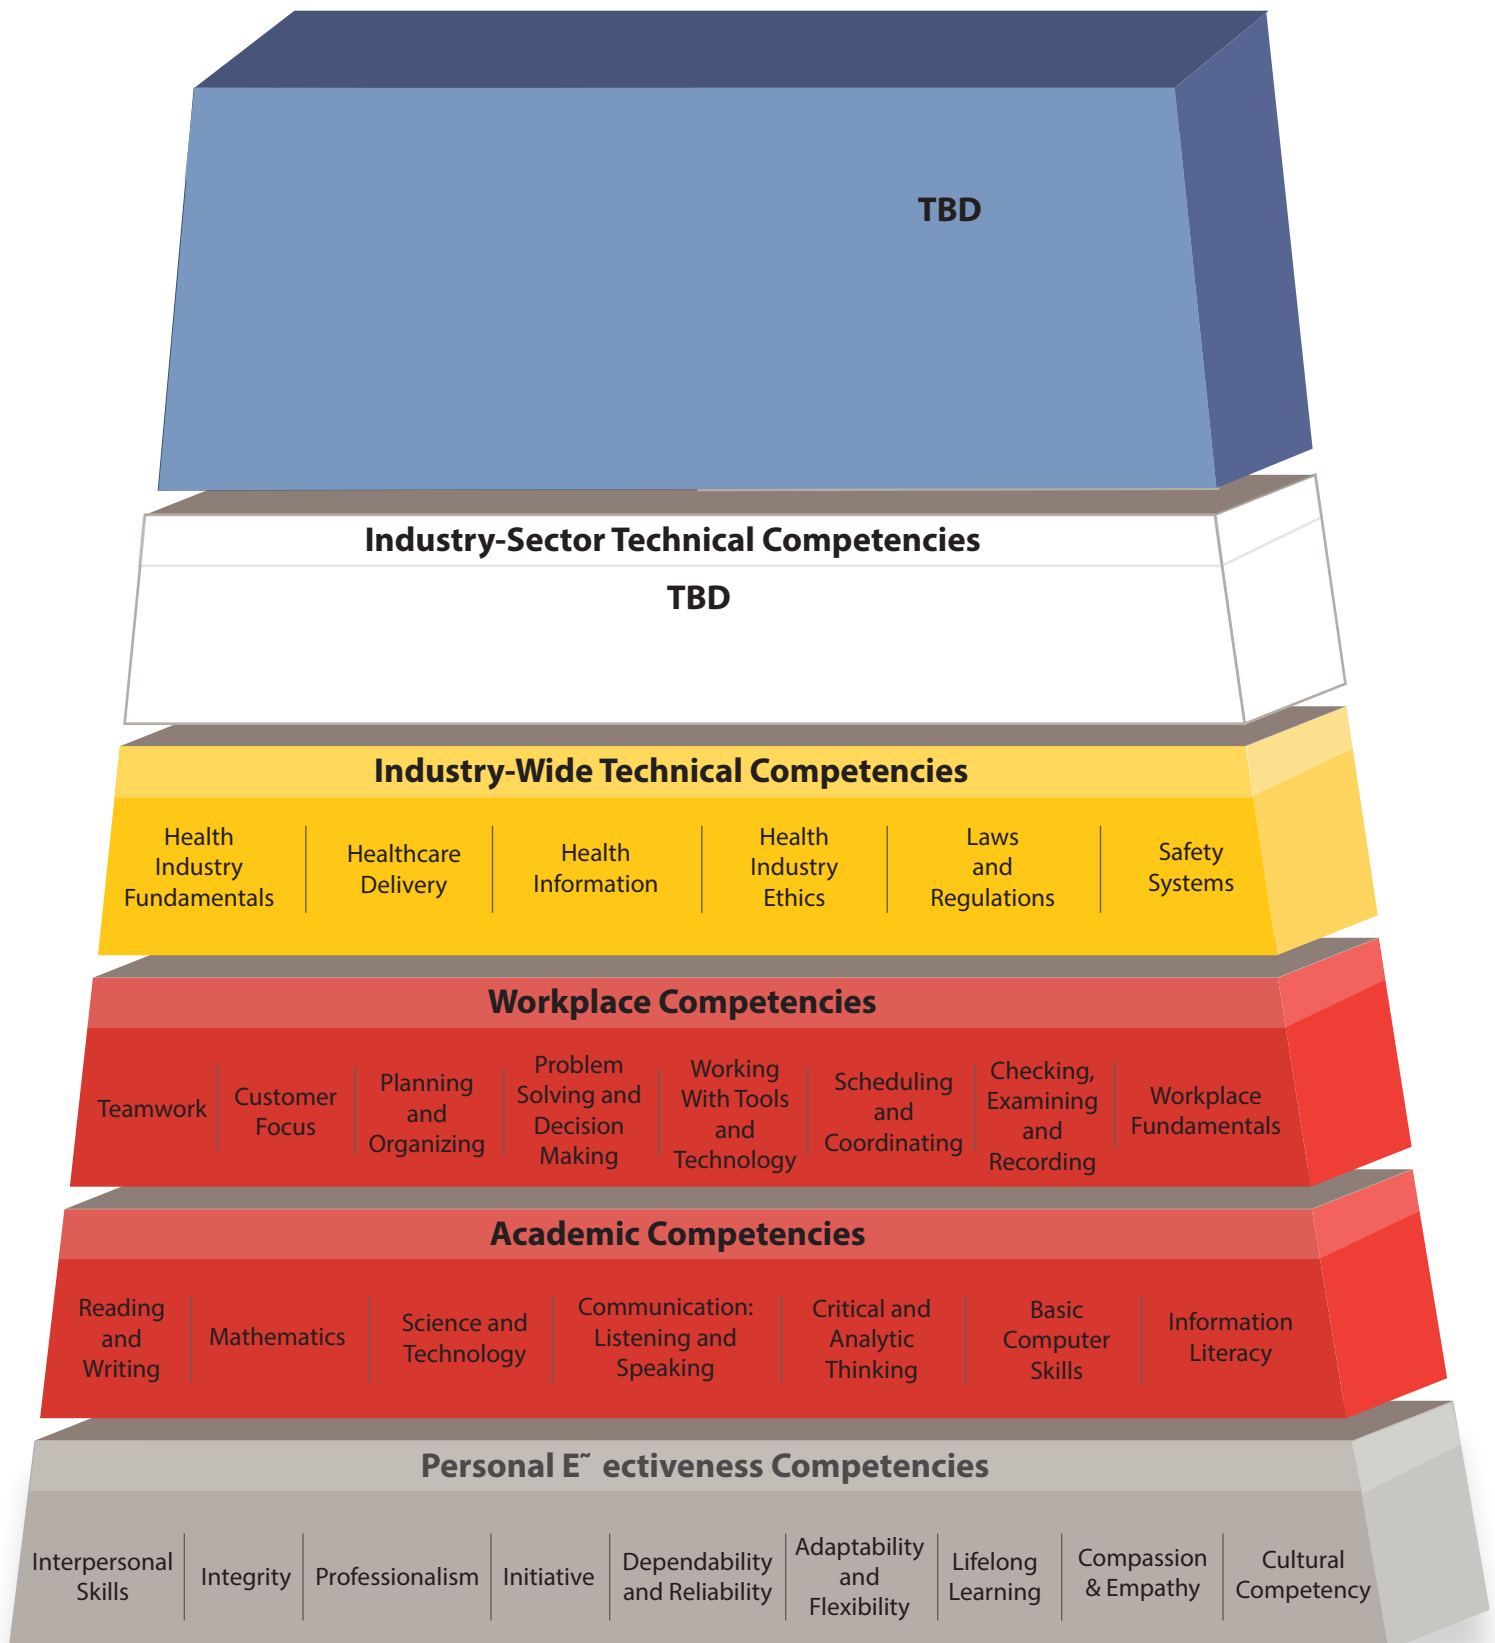 TBD
Industry-Sector Technical Competencies
TBD
Industry-Wide Technical Competencies
Health
Industry
Fundamentals
Healthcare
Delivery
Health
Information
Health
Industry
Ethics
Laws
and
Regulations
Safety
Systems
Workplace Competencies
Teamwork
Customer
Focus
Planning
and
Organizing
Problem
Solving and
Decision
Making
Working
With Tools
and
Technology
Scheduling
and
Coordinating
Checking,
Examining
and
Recording
Workplace
Fundamentals
Academic Competencies
Reading
and
Writing
Mathematics
Science and
Technology
Communication:
Listening and
Speaking
Critical and
Analytic
Thinking
Basic
Computer
Skills
Information
Literacy
Personal E˜ ectiveness Competencies
Interpersonal
Skills
Integrity
Professionalism
Initiative
Dependability
and Reliability
Adaptability
and
Flexibility
Lifelong
Learning
Compassion
& Empathy
Cultural
Competency